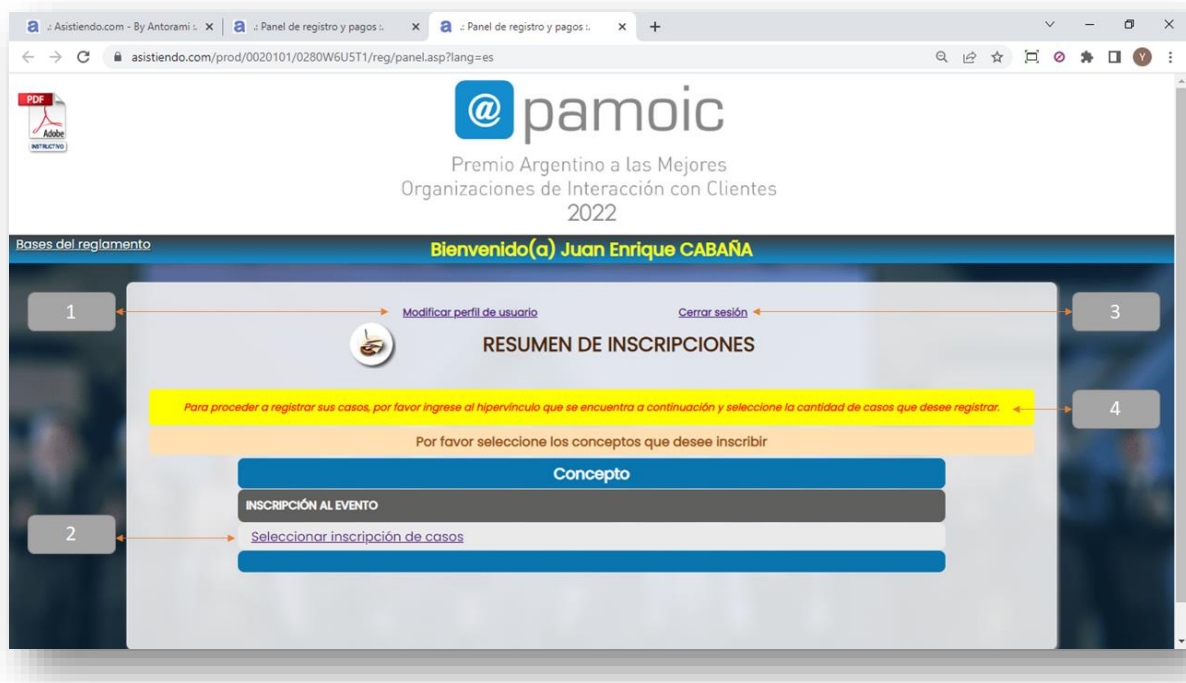 .: Asistiendo.com - By Antorami :.
.: Panel de registro y pagos :.
.: Panel de registro y pagos :.
asistiendo.com/prod/0020101/0280W6U5T1/reg/panel.asp?lang=es
Y
PDF
Adobe
INSTRUCTIVO
@ pamoic
Premio Argentino a las Mejores
Organizaciones de Interacción con Clientes
2022
Bases del reglamento
Bienvenido(a) Juan Enrique CABAÑA
1
Modificar perfil de usuario
Cerrar sesión
3
RESUMEN DE INSCRIPCIONES
Para proceder a registrar sus casos, por favor ingrese al hipervínculo que se encuentra a continuación y seleccione la cantidad de casos que desee registrar.
4
Por favor seleccione los conceptos que desee inscribir
Concepto
INSCRIPCIÓN AL EVENTO
2
Seleccionar inscripción de casos